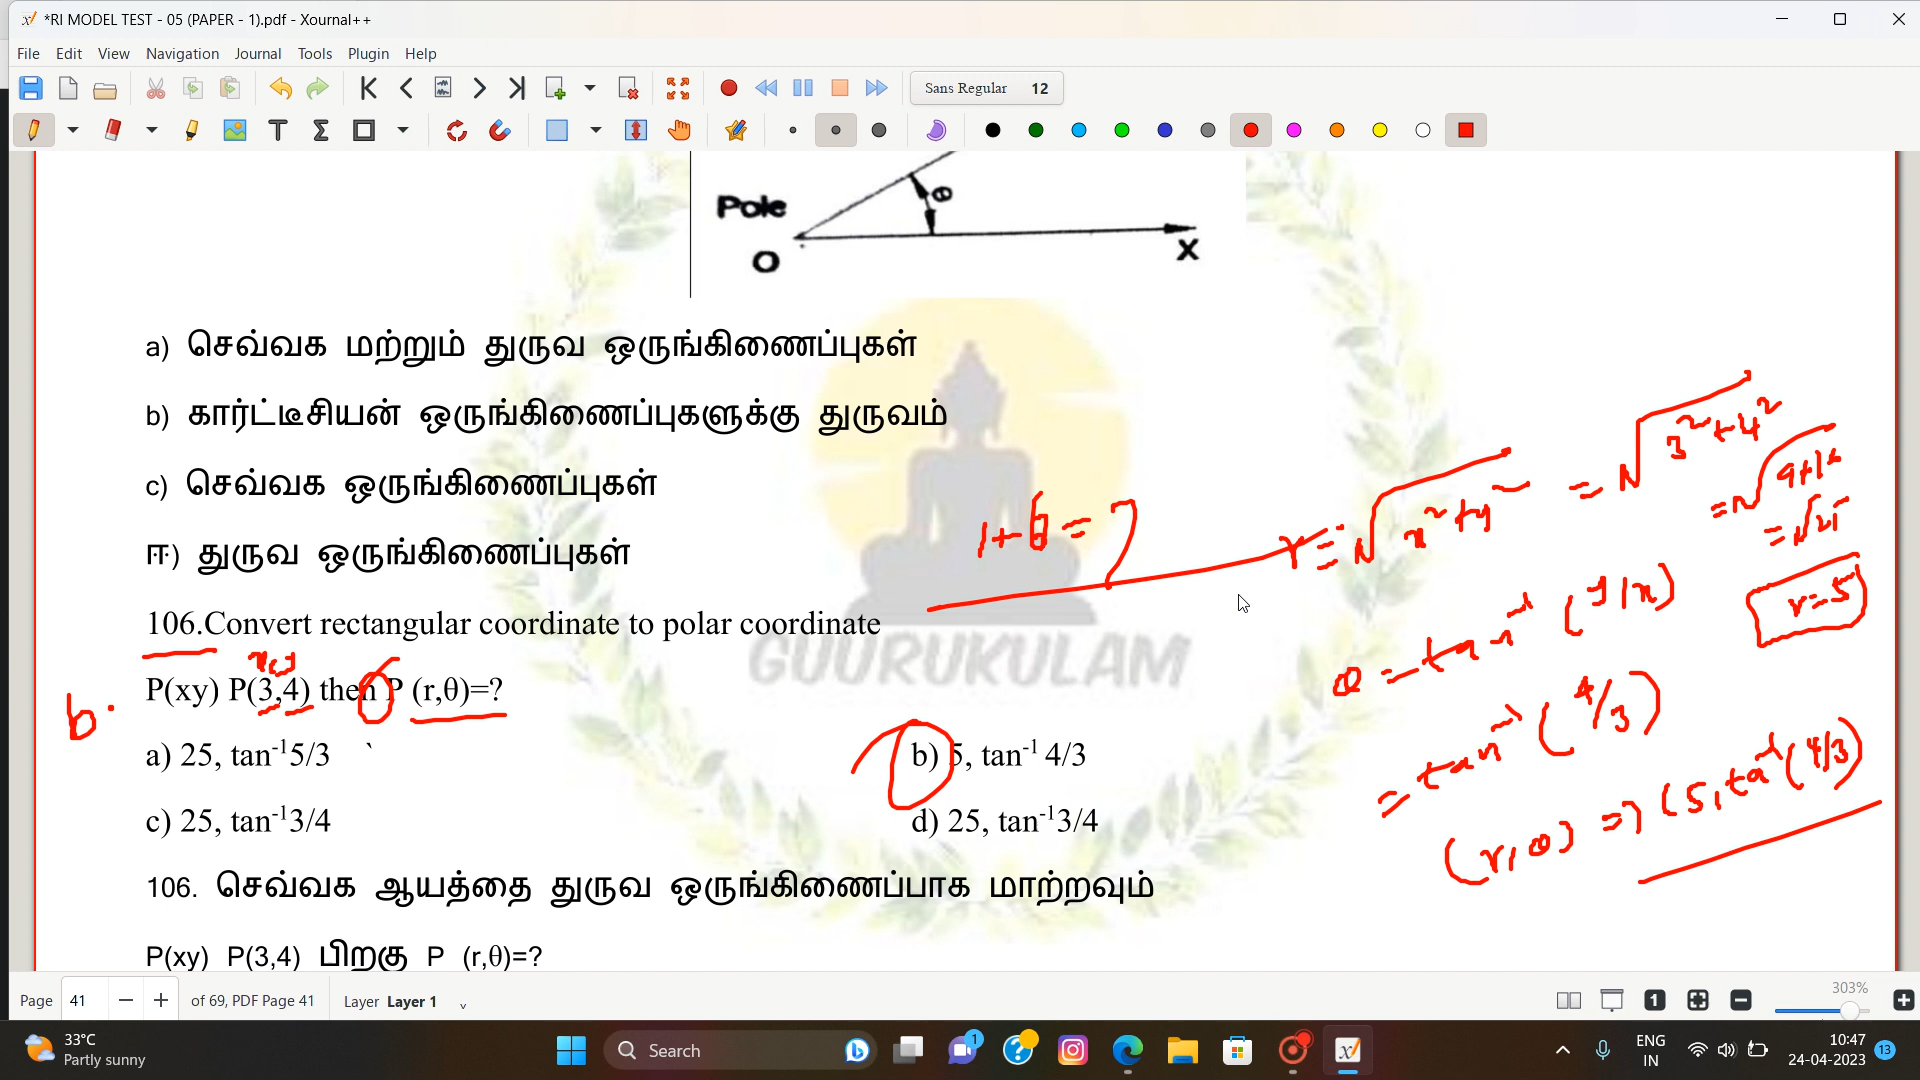 *RI MODEL TEST - 05 (PAPER - 1).pdf - Xournal++
File Edit View Navigation Journal Tools Plugin Help
Sans Regular 12
Pole
θ
O
X
a) செவ்வக மற்றும் துருவ ஒருங்கிணைப்புகள்
b) கார்ட்டீசியன் ஒருங்கிணைப்புகளுக்கு துருவம்
c) செவ்வக ஒருங்கிணைப்புகள்
ஈ) துருவ ஒருங்கிணைப்புகள்
1+6=7
r=√x²+y² = √3²+4²
=√9+16
=√25
r=5
106.Convert rectangular coordinate to polar coordinate
θ = tan⁻¹ (y/x)
x,y
b.
P(xy) P(3,4) then P (r,θ)=?
= tan⁻¹ (4/3)
a) 25, tan⁻¹5/3 `
b) 5, tan⁻¹ 4/3
(r,θ) => (5, tan⁻¹(4/3)
c) 25, tan⁻¹3/4
d) 25, tan⁻¹3/4
106. செவ்வக ஆயத்தை துருவ ஒருங்கிணைப்பாக மாற்றவும்
P(xy) P(3,4) பிறகு P (r,θ)=?
GUURUKULAM
Page 41 of 69, PDF Page 41 Layer Layer 1
303%
33°C
Partly sunny
Search
1
ENG
IN
10:47
24-04-2023
13